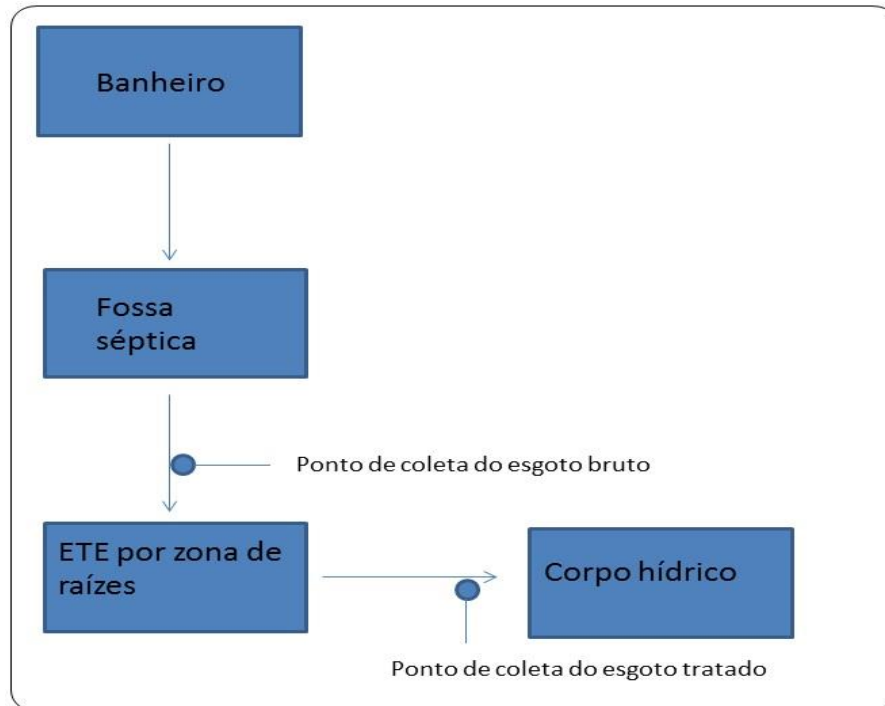 Banheiro
Fossa
séptica
Ponto de coleta do esgoto bruto
ETE por zona de
raízes
Corpo hídrico
Ponto de coleta do esgoto tratado